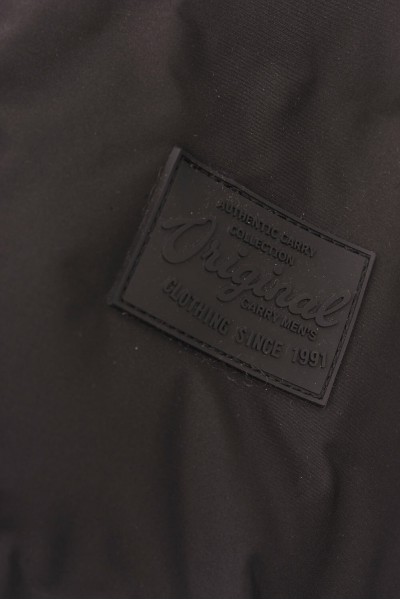 AUTHENTIC CARRY
COLLECTION
Original
CARRY MEN'S
CLOTHING SINCE 1991